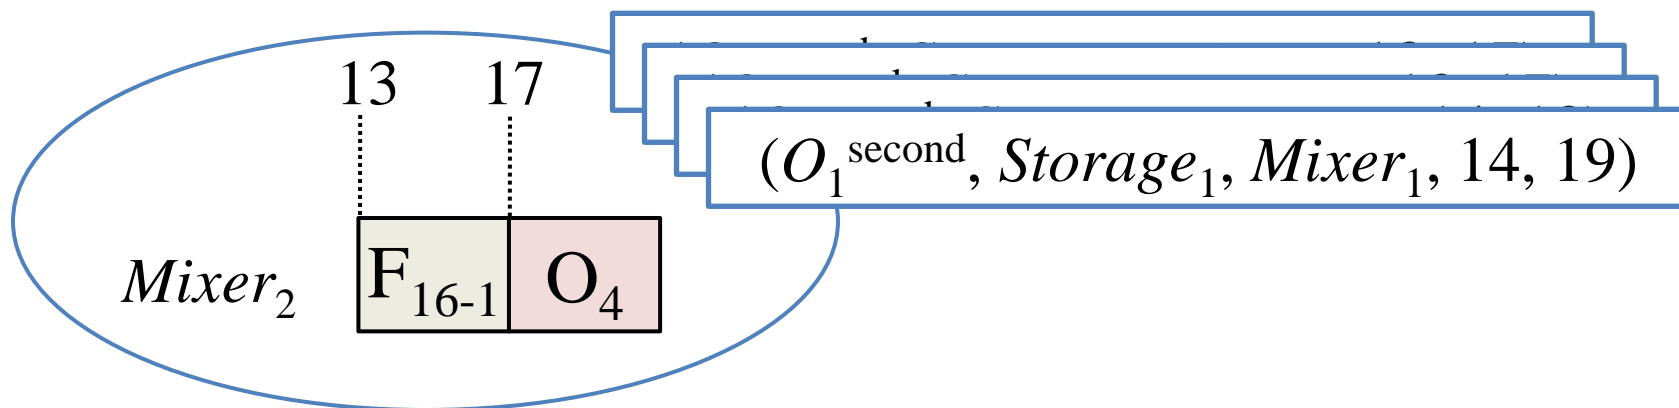 13 17
(O₁ˢᵉᶜᵒⁿᵈ, Storage₁, Mixer₁, 14, 19)
Mixer₂ F₁₆₋₁ O₄